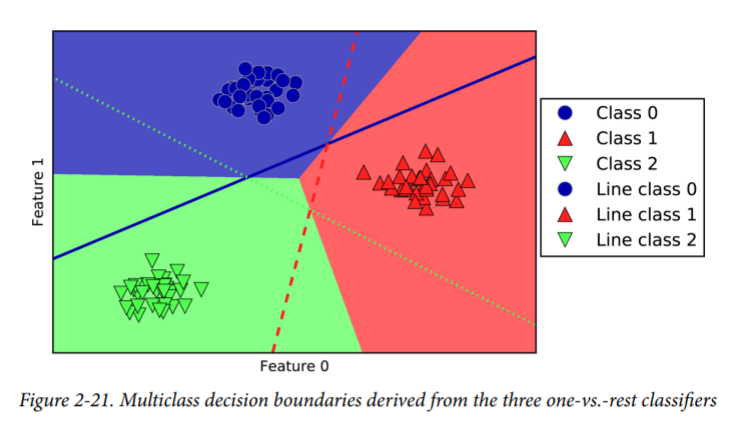 Feature 1
Class 0
Class 1
Class 2
Line class 0
Line class 1
Line class 2
Feature 0
Figure 2-21. Multiclass decision boundaries derived from the three one-vs.-rest classifiers